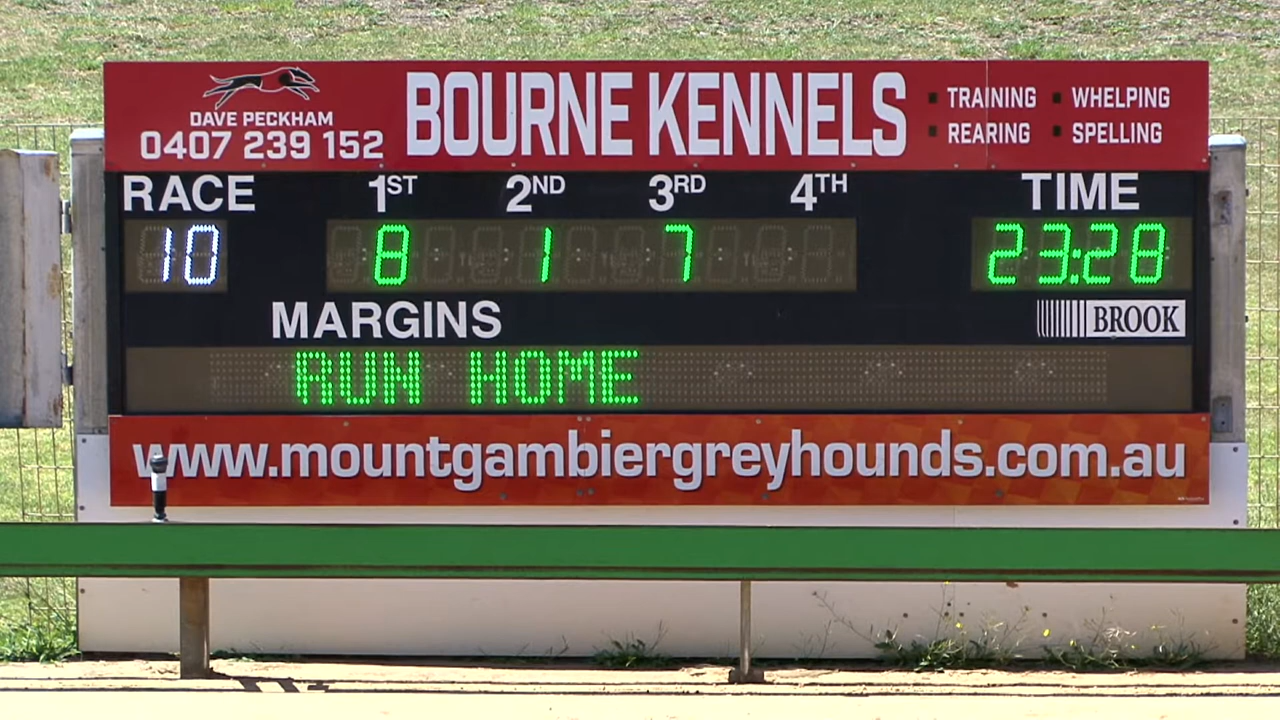 DAVE PECKHAM
0407 239 152
BOURNE KENNELS
TRAINING
WHELPING
REARING
SPELLING
RACE 1ST 2ND 3RD 4TH TIME
10 8 1 7 23:28
MARGINS
BROOK
RUN HOME
www.mountgambiergreyhounds.com.au